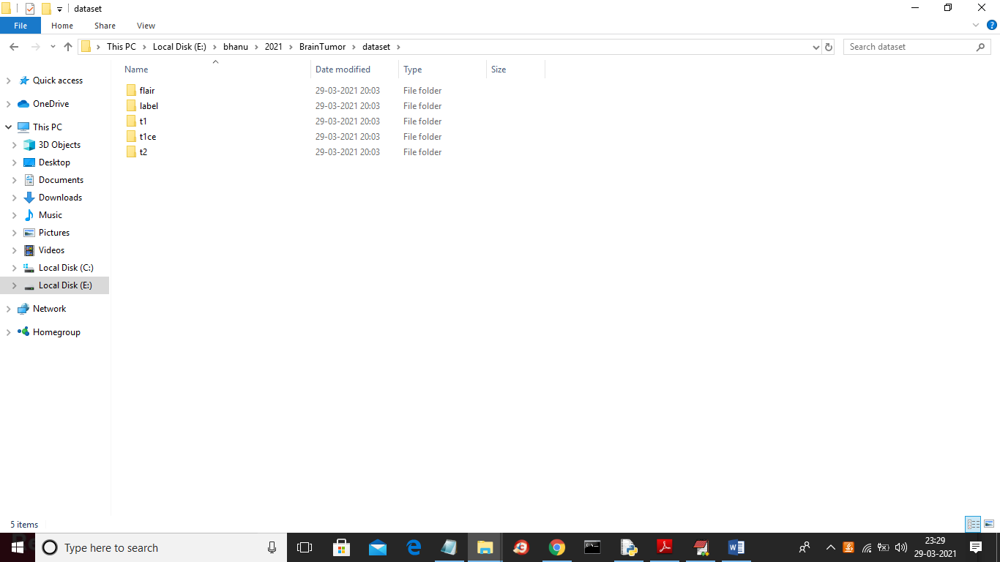 dataset
File Home Share View
This PC Local Disk (E:) bhanu 2021 BrainTumor dataset
Search dataset
Name Date modified Type Size
Quick access
OneDrive
This PC
3D Objects
Desktop
Documents
Downloads
Music
Pictures
Videos
Local Disk (C:)
Local Disk (E:)
Network
Homegroup
flair 29-03-2021 20:03 File folder
label 29-03-2021 20:03 File folder
t1 29-03-2021 20:03 File folder
t1ce 29-03-2021 20:03 File folder
t2 29-03-2021 20:03 File folder
5 items
Type here to search
23:29
29-03-2021